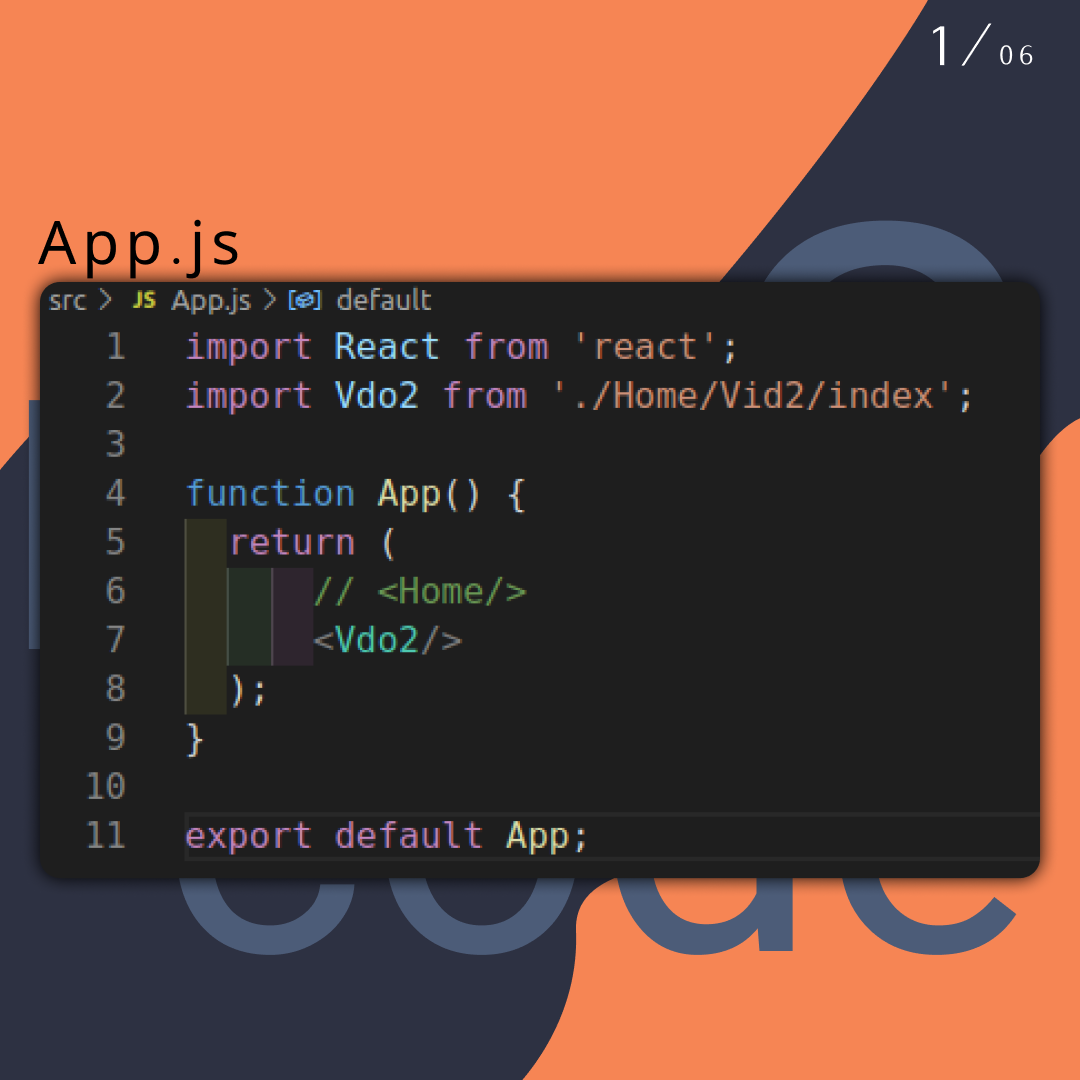 1/06
App.js
src > JS App.js > default
1 import React from 'react';
2 import Vdo2 from './Home/Vid2/index';
3
4 function App() {
5   return (
6       // <Home/>
7       <Vdo2/>
8   );
9 }
10
11 export default App;
code